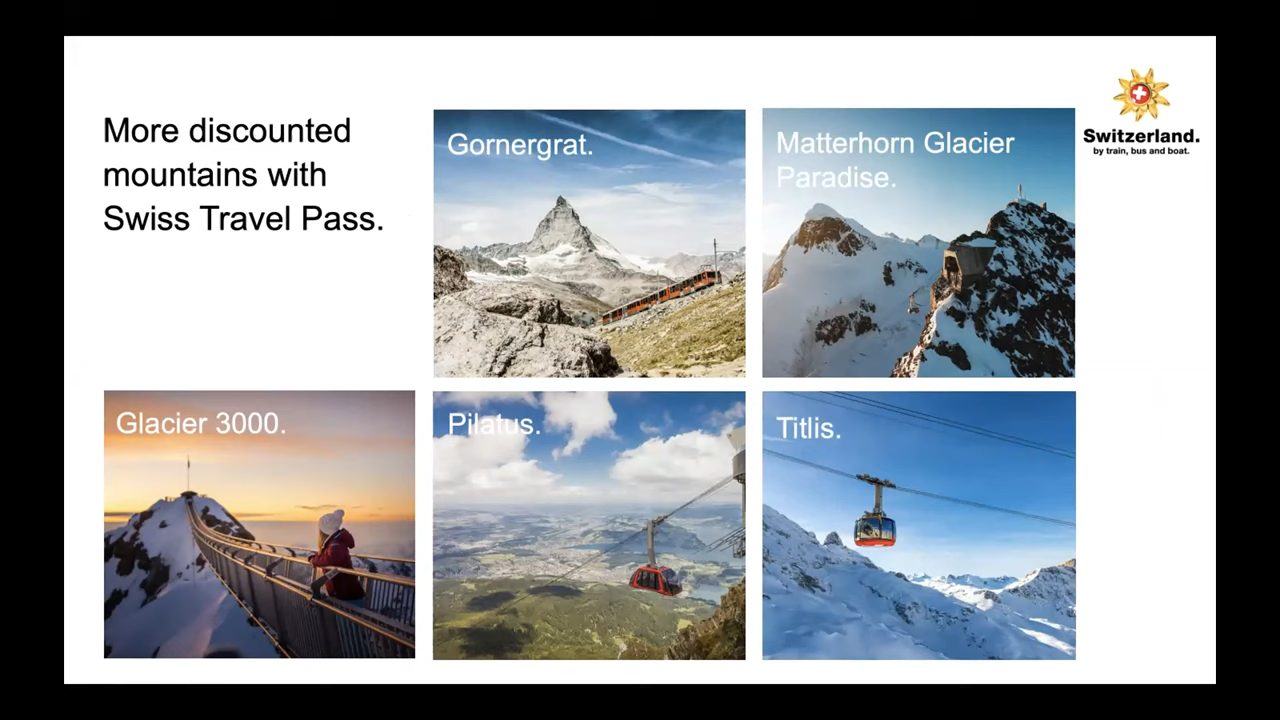 More discounted
mountains with
Swiss Travel Pass.
Gornergrat.
Matterhorn Glacier
Paradise.
Switzerland.
by train, bus and boat.
Glacier 3000.
Pilatus.
Titlis.